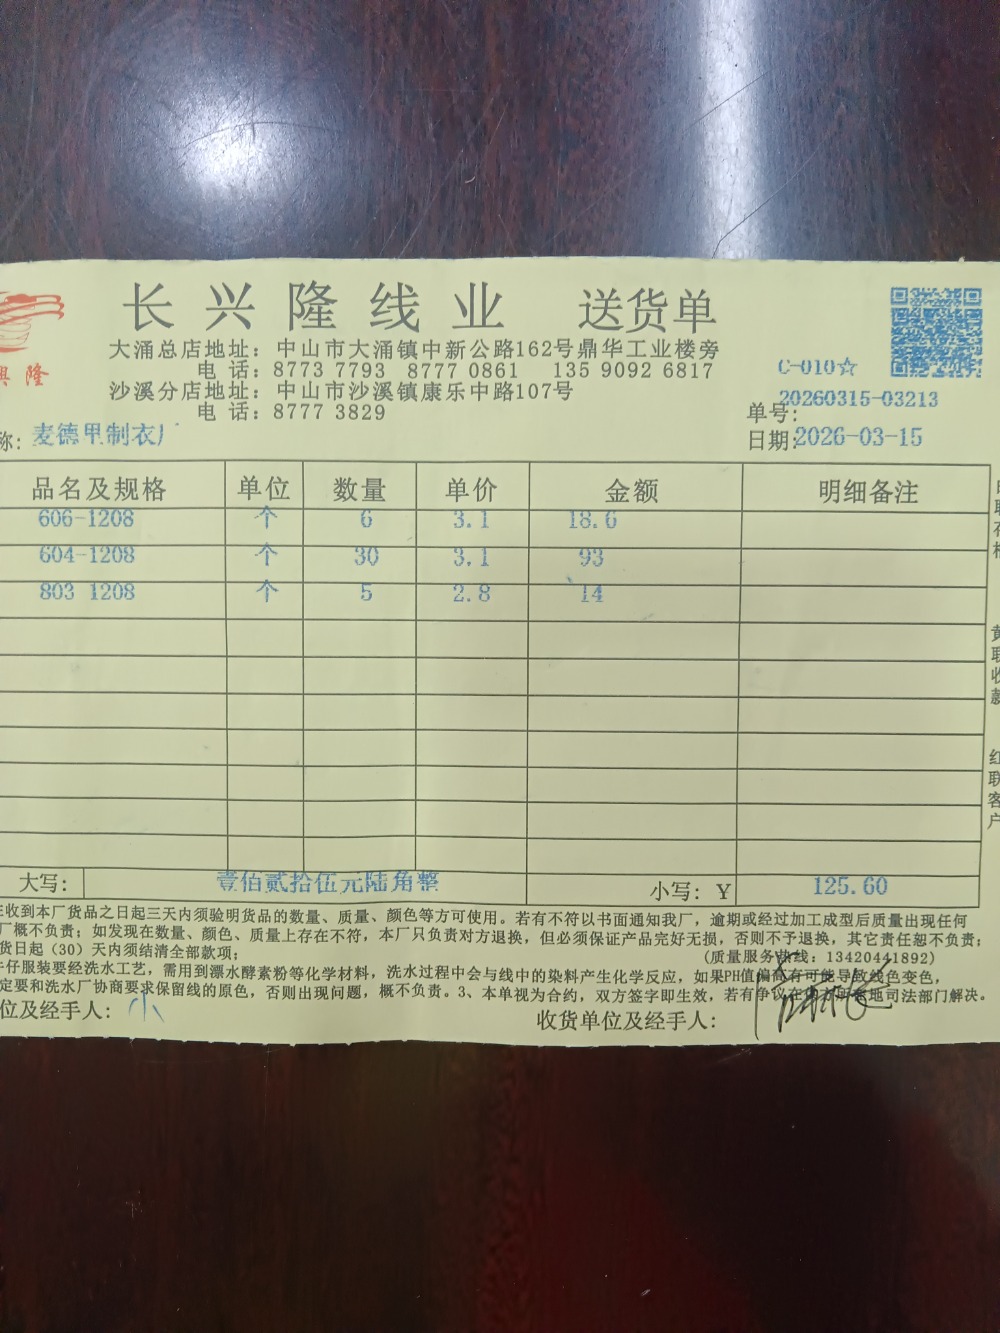 长兴隆线业 送货单
大涌总店地址：中山市大涌镇中新公路162号鼎华工业楼旁
电 话：8773 7793 8777 0861 135 9092 6817
沙溪分店地址：中山市沙溪镇康乐中路107号
电 话：8777 3829
興 隆
C-010☆
单号：20260315-03213
日期：2026-03-15
称：麦德甲制衣厂
品名及规格 单位 数量 单价 金额 明细备注
606-1208 个 6 3.1 18.6
604-1208 个 30 3.1 93
803 1208 个 5 2.8 14
黄联收款
红联客户
大写： 壹佰贰拾伍元陆角整 小写：Y 125.60
收到本厂货品之日起三天内须验明货品的数量、质量、颜色等方可使用。若有不符以书面通知我厂，逾期或经过加工成型后质量出现任何
厂概不负责；如发现在数量、颜色、质量上存在不符，本厂只负责对方退换，但必须保证产品完好无损，否则不予退换，其它责任恕不负责；
货日起（30）天内须结清全部款项； (质量服务热线：13420441892)
牛仔服装要经洗水工艺，需用到漂水酵素粉等化学材料，洗水过程中会与线中的染料产生化学反应，如果PH值偏高有可能导致线色变色，
定要和洗水厂协商要求保留线的原色，否则出现问题，概不负责。3、本单视为合约，双方签字即生效，若有争议在 地司法部门解决。
位及经手人：小 收货单位及经手人：